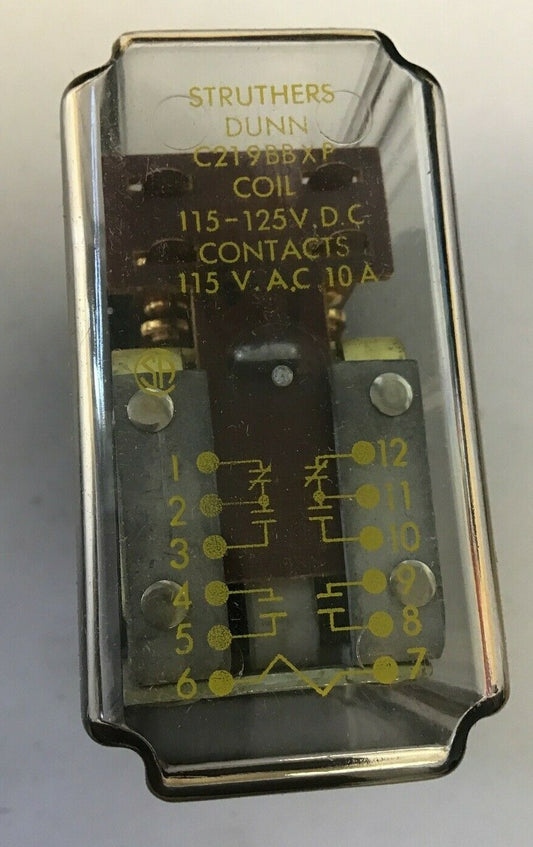 STRUTHERS
DUNN
C219BBXP
COIL
115-125V. D.C
CONTACTS
115 V. A.C. 10 A
1 12
2 11
3 10
4 9
5 8
6 7